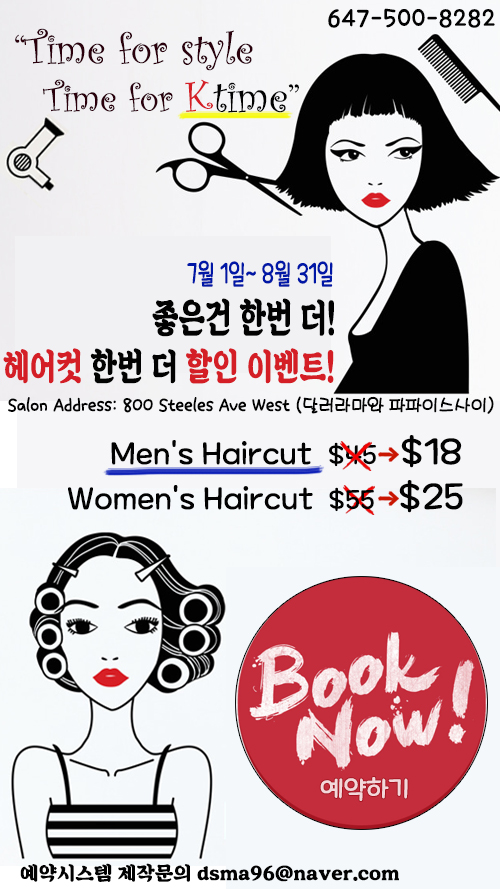 647-500-8282
“Time for style
Time for Ktime”
7월 1일~ 8월 31일
좋은건 한번 더!
헤어컷 한번 더 할인 이벤트!
Salon Address: 800 Steeles Ave West (달러라마와 파파이스사이)
Men's Haircut $45→$18
Women's Haircut $55→$25
Book
Now!
예약하기
예약시스템 제작문의 dsma96@naver.com